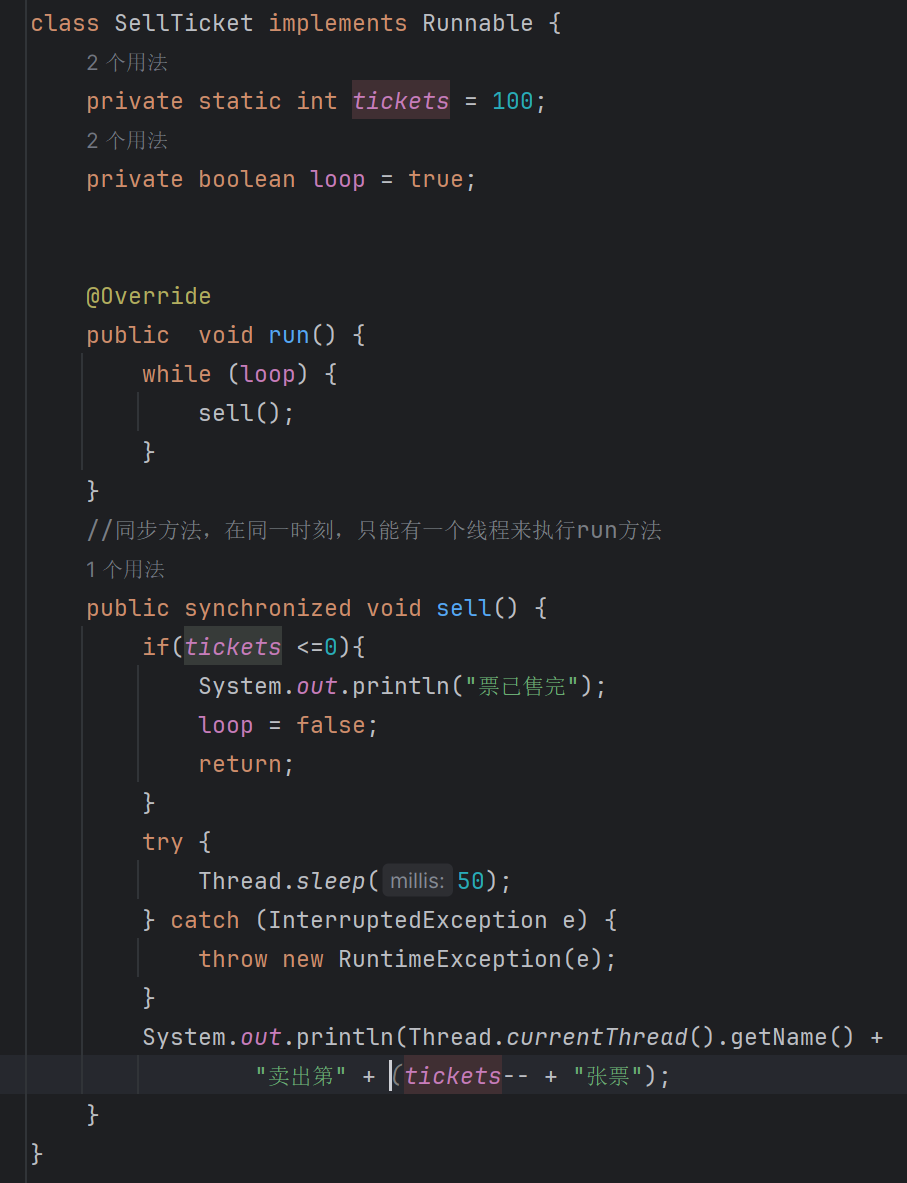 class SellTicket implements Runnable {
2 个用法
private static int tickets = 100;
2 个用法
private boolean loop = true;
@Override
public  void run() {
while (loop) {
sell();
}
}
//同步方法，在同一时刻，只能有一个线程来执行run方法
1 个用法
public synchronized void sell() {
if(tickets <=0){
System.out.println("票已售完");
loop = false;
return;
}
try {
Thread.sleep( millis: 50);
} catch (InterruptedException e) {
throw new RuntimeException(e);
}
System.out.println(Thread.currentThread().getName() +
"卖出第" + (tickets-- + "张票");
}
}